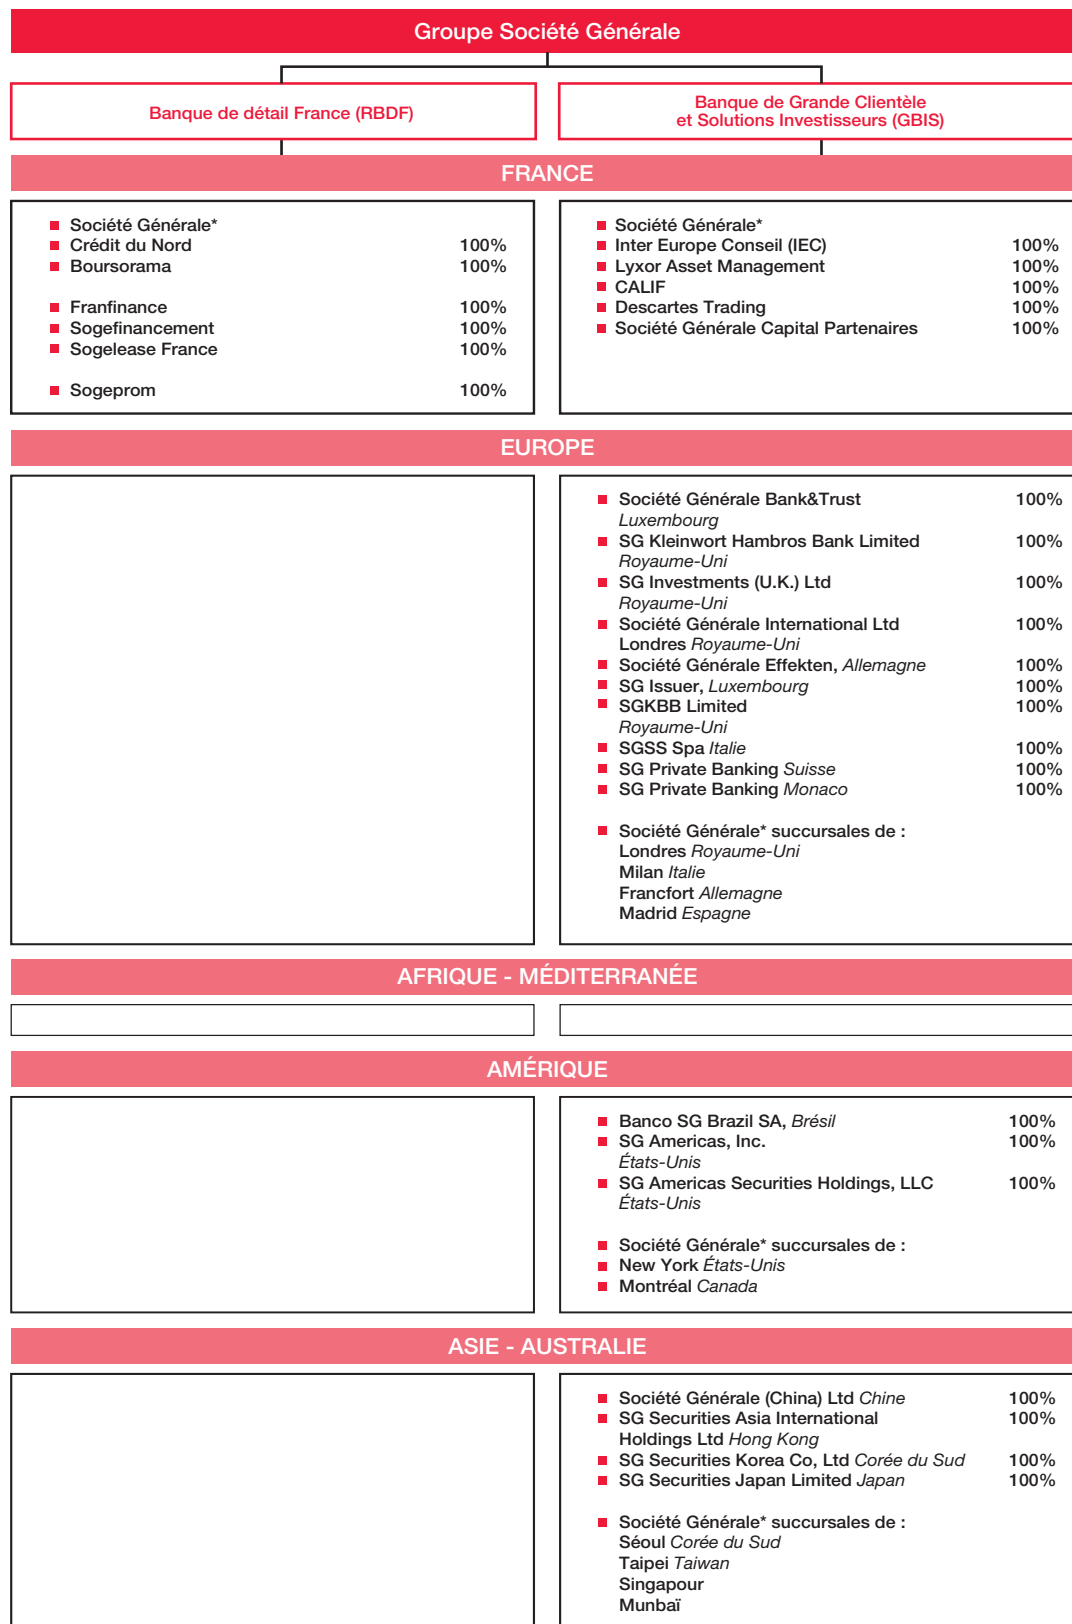 Groupe Société Générale
Banque de détail France (RBDF)
Banque de Grande Clientèle
et Solutions Investisseurs (GBIS)
FRANCE
Société Générale*
Crédit du Nord 100%
Boursorama 100%
Franfinance 100%
Sogefinancement 100%
Sogelease France 100%
Sogeprom 100%
Société Générale*
Inter Europe Conseil (IEC) 100%
Lyxor Asset Management 100%
CALIF 100%
Descartes Trading 100%
Société Générale Capital Partenaires 100%
EUROPE
Société Générale Bank&Trust 100%
Luxembourg
SG Kleinwort Hambros Bank Limited 100%
Royaume-Uni
SG Investments (U.K.) Ltd 100%
Royaume-Uni
Société Générale International Ltd 100%
Londres Royaume-Uni
Société Générale Effekten, Allemagne 100%
SG Issuer, Luxembourg 100%
SGKBB Limited 100%
Royaume-Uni
SGSS Spa Italie 100%
SG Private Banking Suisse 100%
SG Private Banking Monaco 100%
Société Générale* succursales de :
Londres Royaume-Uni
Milan Italie
Francfort Allemagne
Madrid Espagne
AFRIQUE - MÉDITERRANÉE
AMÉRIQUE
Banco SG Brazil SA, Brésil 100%
SG Americas, Inc. 100%
États-Unis
SG Americas Securities Holdings, LLC 100%
États-Unis
Société Générale* succursales de :
New York États-Unis
Montréal Canada
ASIE - AUSTRALIE
Société Générale (China) Ltd Chine 100%
SG Securities Asia International 100%
Holdings Ltd Hong Kong
SG Securities Korea Co, Ltd Corée du Sud 100%
SG Securities Japan Limited Japan 100%
Société Générale* succursales de :
Séoul Corée du Sud
Taipei Taiwan
Singapour
Munbaï